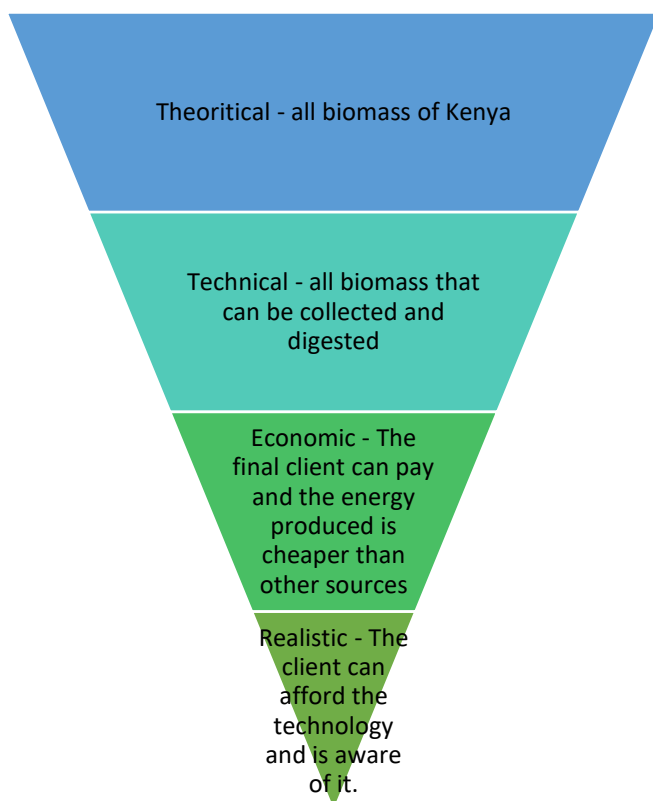 Theoritical - all biomass of Kenya
Technical - all biomass that
can be collected and
digested
Economic - The
final client can pay
and the energy
produced is
cheaper than
other sources
Realistic - The
client can
afford the
technology
and is aware
of it.